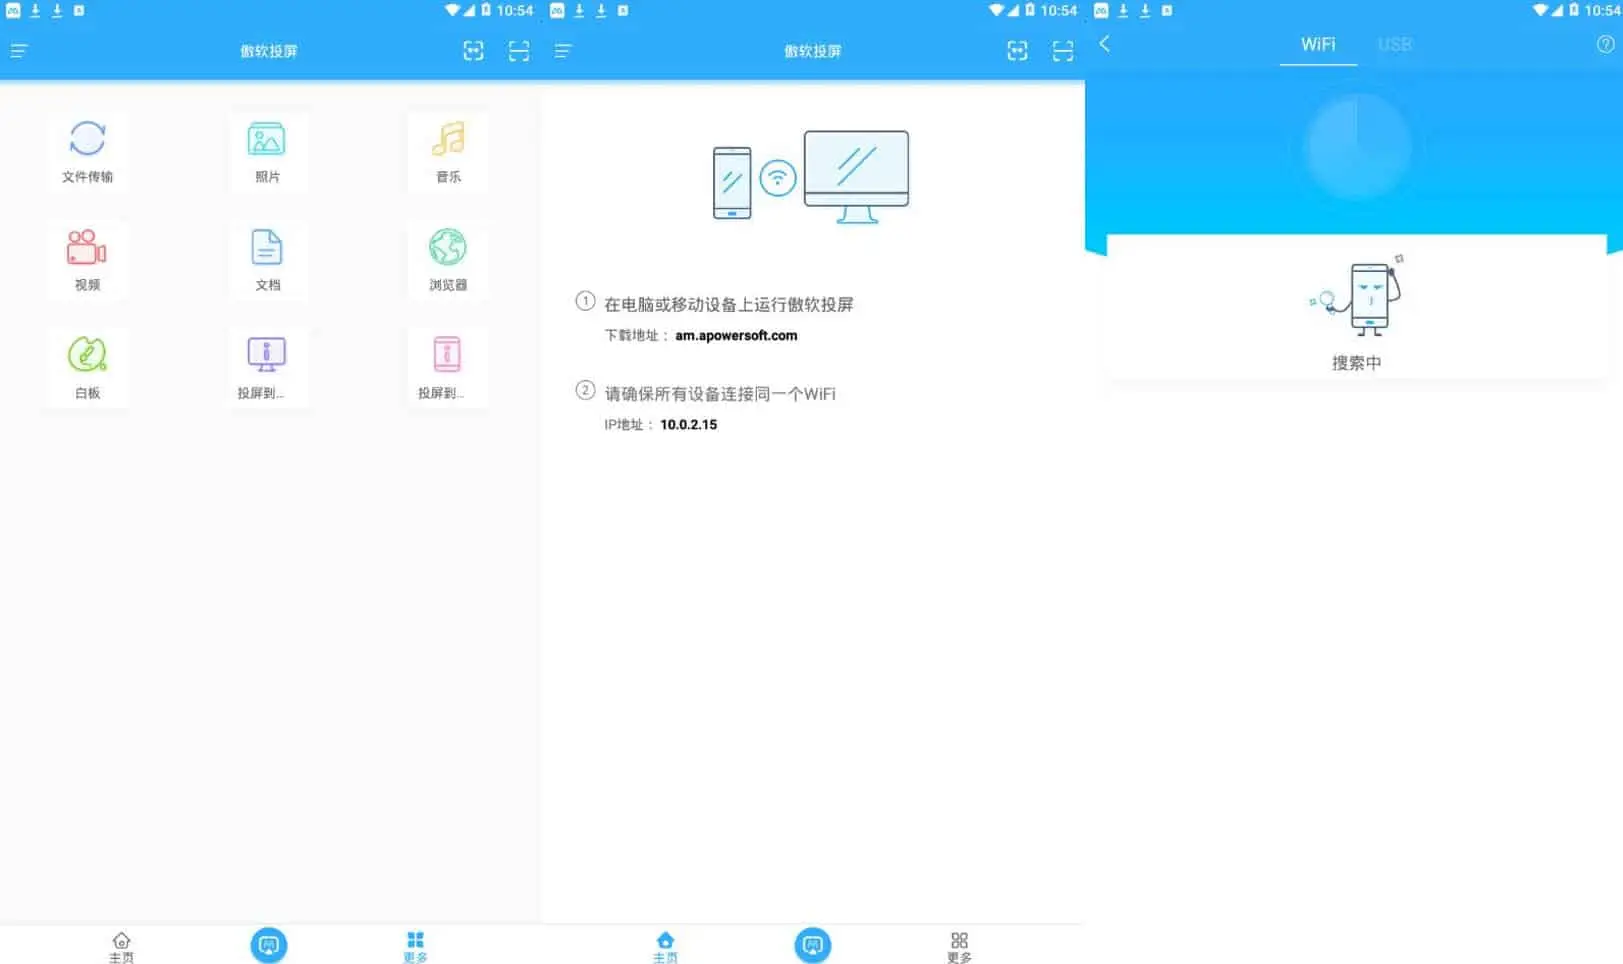 10:54
傲软投屏
文件传输
照片
音乐
视频
文档
浏览器
白板
投屏到...
投屏到...
主页
更多
10:54
傲软投屏
1 在电脑或移动设备上运行傲软投屏
下载地址： am.apowersoft.com
2 请确保所有设备连接同一个WiFi
IP地址： 10.0.2.15
主页
更多
10:54
WiFi USB
搜索中